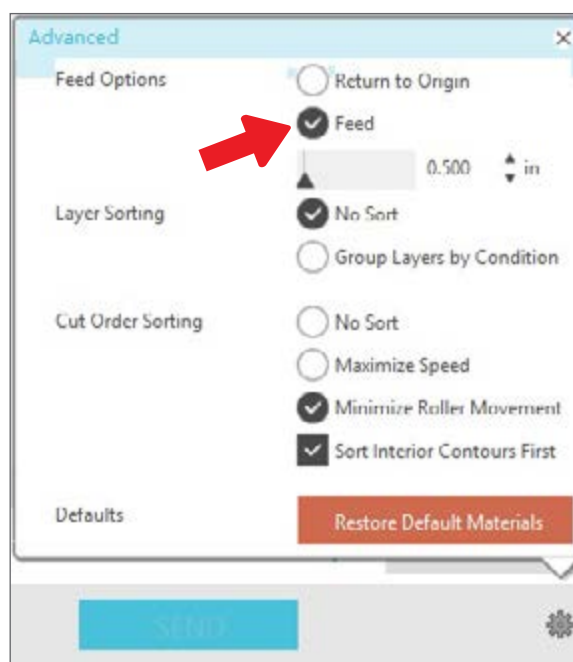 Advanced
Feed Options
Return to Origin
Feed
0.500 in
Layer Sorting
No Sort
Group Layers by Condition
Cut Order Sorting
No Sort
Maximize Speed
Minimize Roller Movement
Sort Interior Contours First
Defaults
Restore Default Materials
SEND